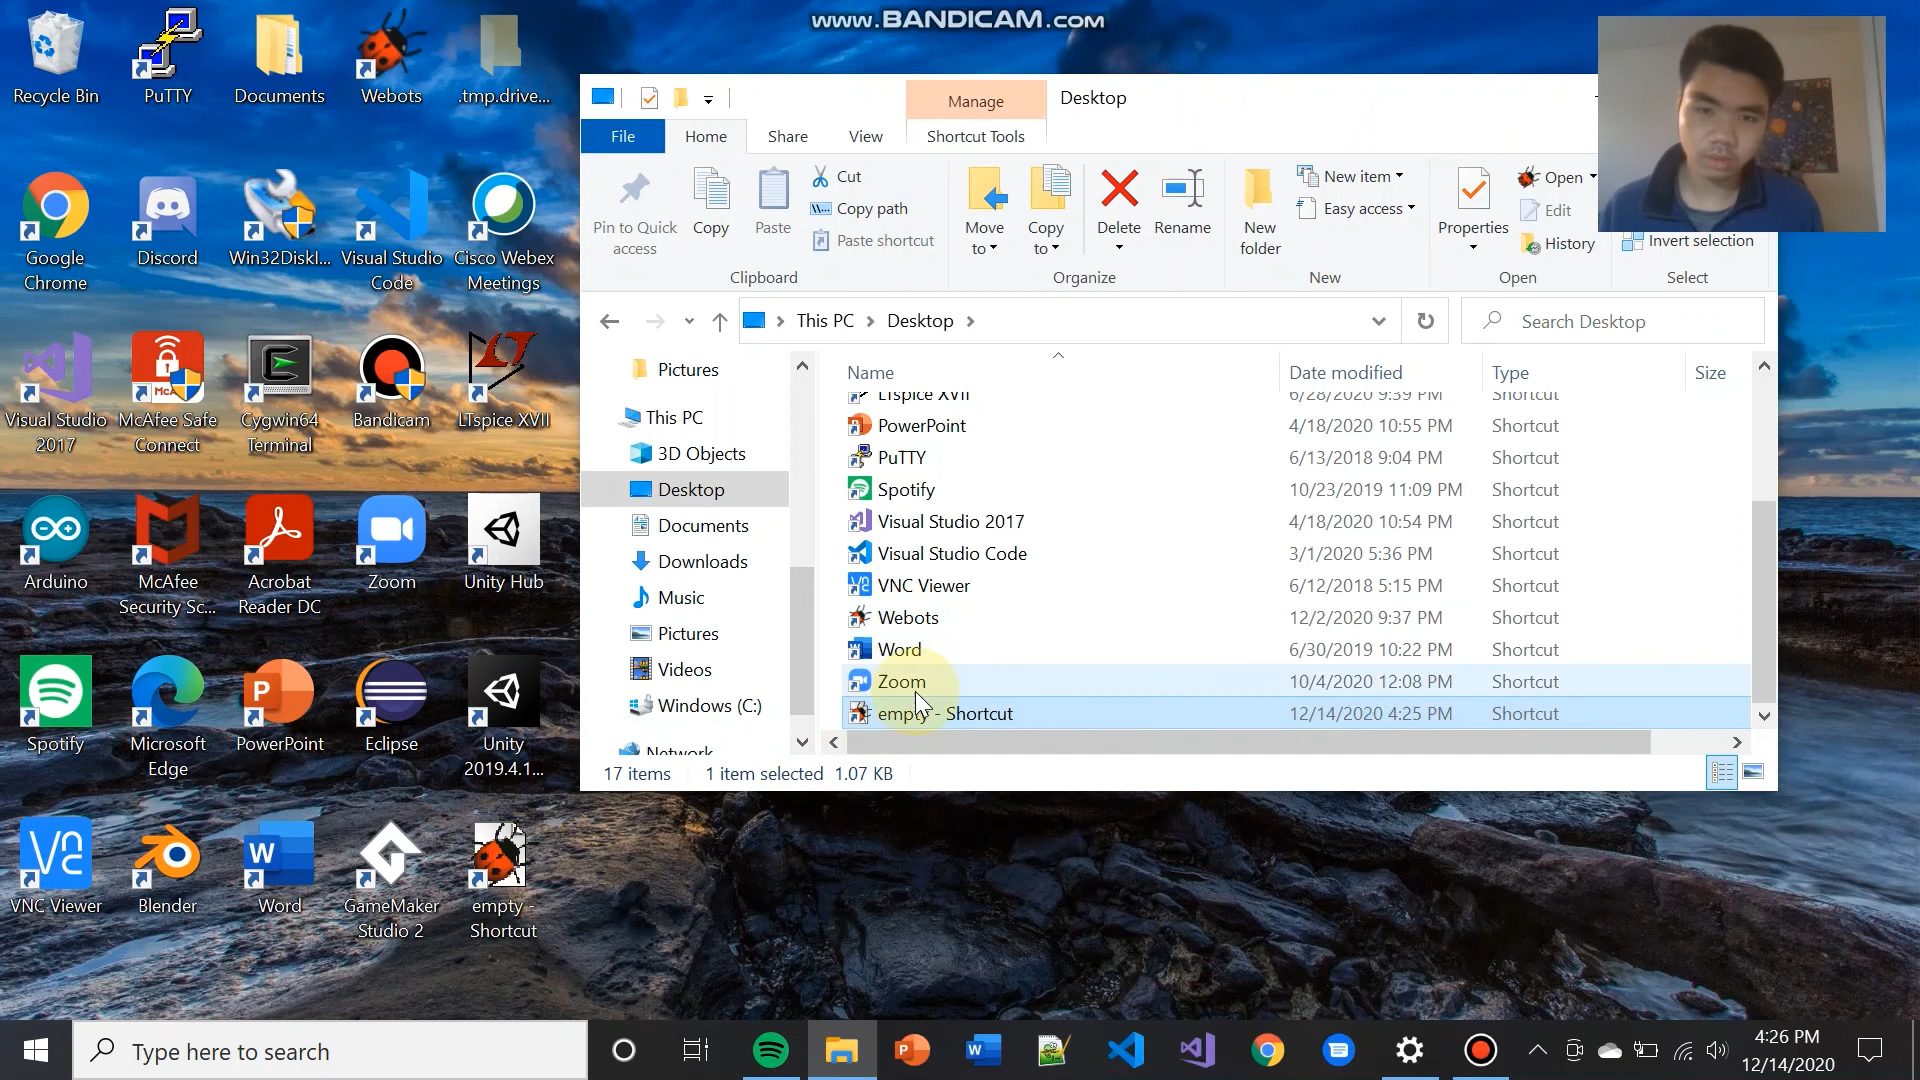 www.BANDICAM.com
Recycle Bin
PuTTY
Documents
Webots
.tmp.drive...
Google Chrome
Discord
Win32DiskI...
Visual Studio Code
Cisco Webex Meetings
Visual Studio 2017
McAfee Safe Connect
Cygwin64 Terminal
Bandicam
LTspice XVII
Arduino
McAfee Security Sc...
Acrobat Reader DC
Zoom
Unity Hub
Spotify
Microsoft Edge
PowerPoint
Eclipse
Unity 2019.4.1...
VNC Viewer
Blender
Word
GameMaker Studio 2
empty - Shortcut
Manage
Desktop
File
Home
Share
View
Shortcut Tools
Pin to Quick access
Copy
Paste
Cut
Copy path
Paste shortcut
Clipboard
Move to
Copy to
Delete
Rename
Organize
New folder
New item
Easy access
New
Properties
Open
Edit
History
Open
Invert selection
Select
This PC
Desktop
Search Desktop
Pictures
This PC
3D Objects
Desktop
Documents
Downloads
Music
Pictures
Videos
Windows (C:)
Network
Name Date modified Type Size
LTspice XVII 6/28/2020 9:39 PM Shortcut
PowerPoint 4/18/2020 10:55 PM Shortcut
PuTTY 6/13/2018 9:04 PM Shortcut
Spotify 10/23/2019 11:09 PM Shortcut
Visual Studio 2017 4/18/2020 10:54 PM Shortcut
Visual Studio Code 3/1/2020 5:36 PM Shortcut
VNC Viewer 6/12/2018 5:15 PM Shortcut
Webots 12/2/2020 9:37 PM Shortcut
Word 6/30/2019 10:22 PM Shortcut
Zoom 10/4/2020 12:08 PM Shortcut
empty - Shortcut 12/14/2020 4:25 PM Shortcut
17 items 1 item selected 1.07 KB
Type here to search
4:26 PM
12/14/2020